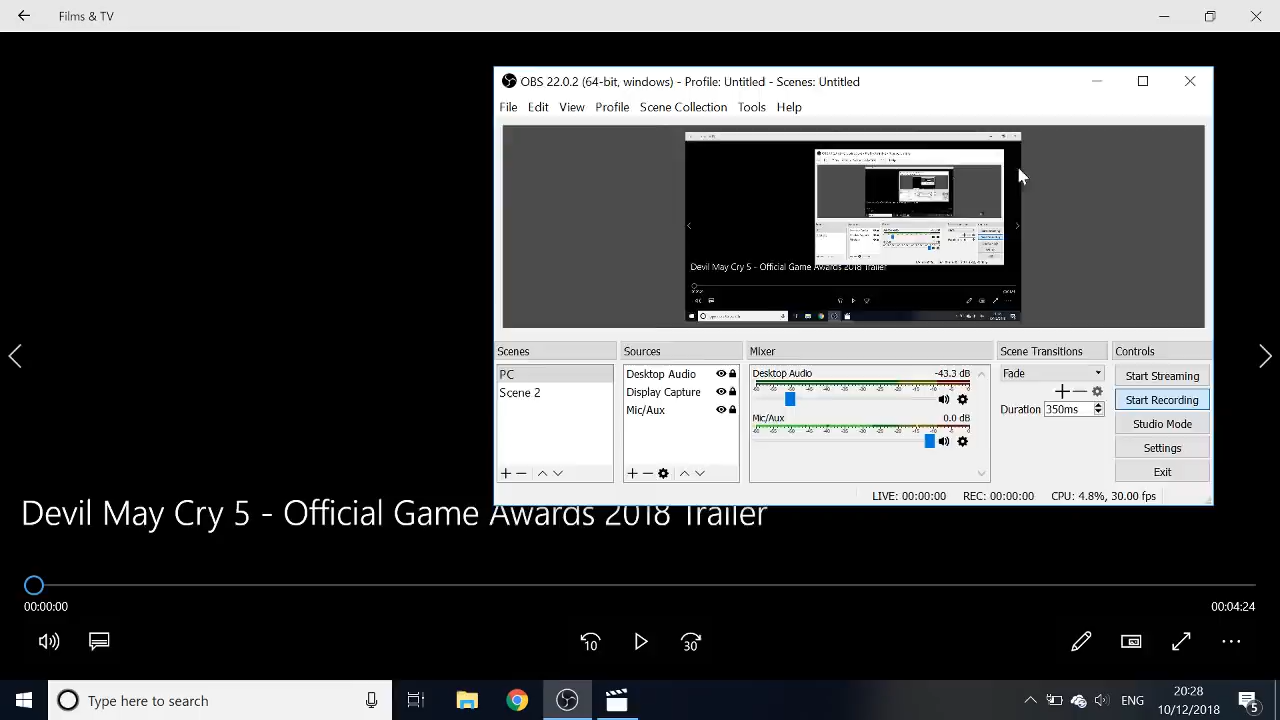 Films & TV
OBS 22.0.2 (64-bit, windows) - Profile: Untitled - Scenes: Untitled
File Edit View Profile Scene Collection Tools Help
Devil May Cry 5 - Official Game Awards 2018 Trailer
Scenes Sources Mixer Scene Transitions Controls
PC
Scene 2
Desktop Audio
Display Capture
Mic/Aux
Desktop Audio -43.3 dB
Mic/Aux 0.0 dB
Fade
Duration 350ms
Start Streaming
Start Recording
Studio Mode
Settings
Exit
LIVE: 00:00:00 REC: 00:00:00 CPU: 4.8%, 30.00 fps
Devil May Cry 5 - Official Game Awards 2018 Trailer
00:00:00 00:04:24
10 30
Type here to search
ENG
20:28
10/12/2018
5